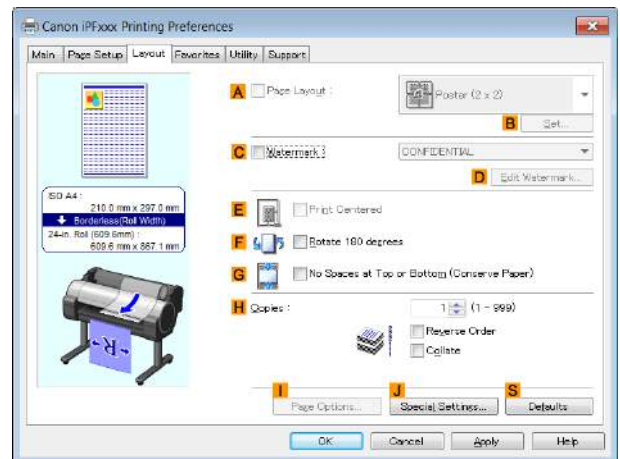 Canon iPFxxx Printing Preferences
Main Page Setup Layout Favorites Utility Support
A Page Layout : Poster (2 x 2)
B Set...
C Watermark : CONFIDENTIAL
D Edit Watermark...
ISO A4 :
210.0 mm x 297.0 mm
Borderless(Roll Width)
24-in. Roll (609.6mm) :
609.6 mm x 867.1 mm
E Print Centered
F Rotate 180 degrees
G No Spaces at Top or Bottom (Conserve Paper)
H Copies : 1 (1 - 999)
Reverse Order
Collate
R
I J S
Page Options... Special Settings... Defaults
OK Cancel Apply Help